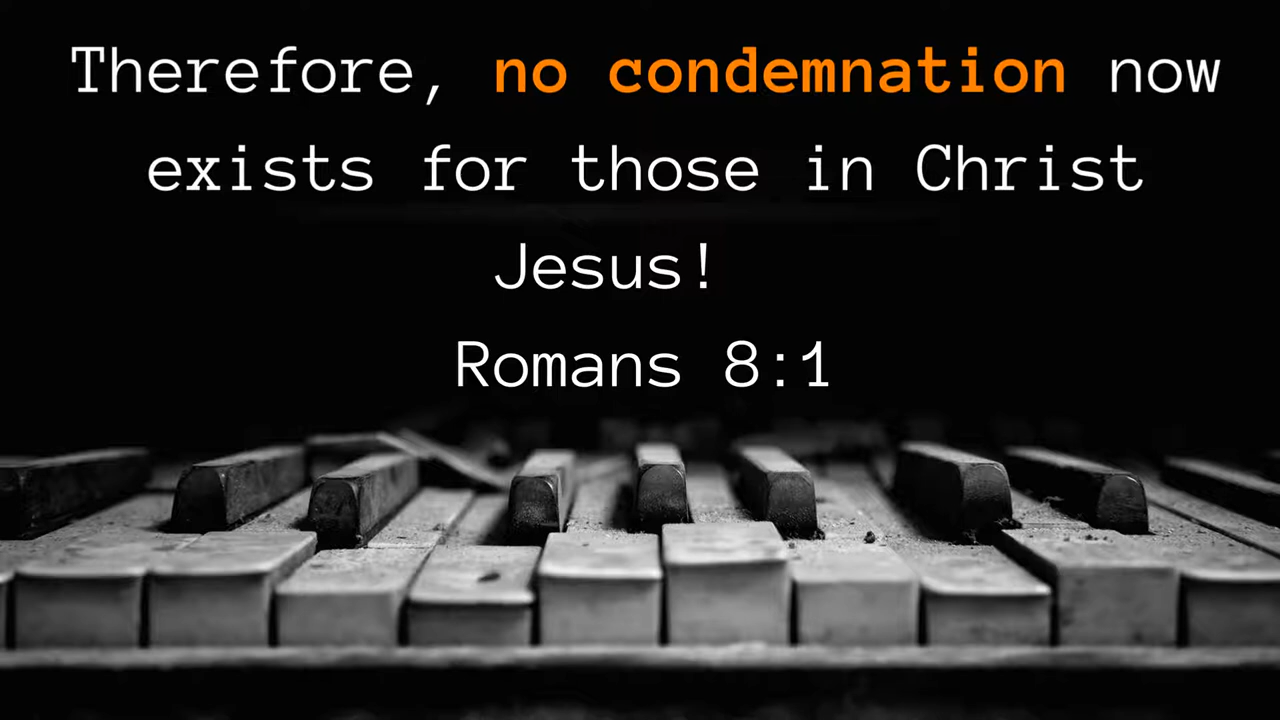 Therefore, no condemnation now
exists for those in Christ
Jesus!
Romans 8:1